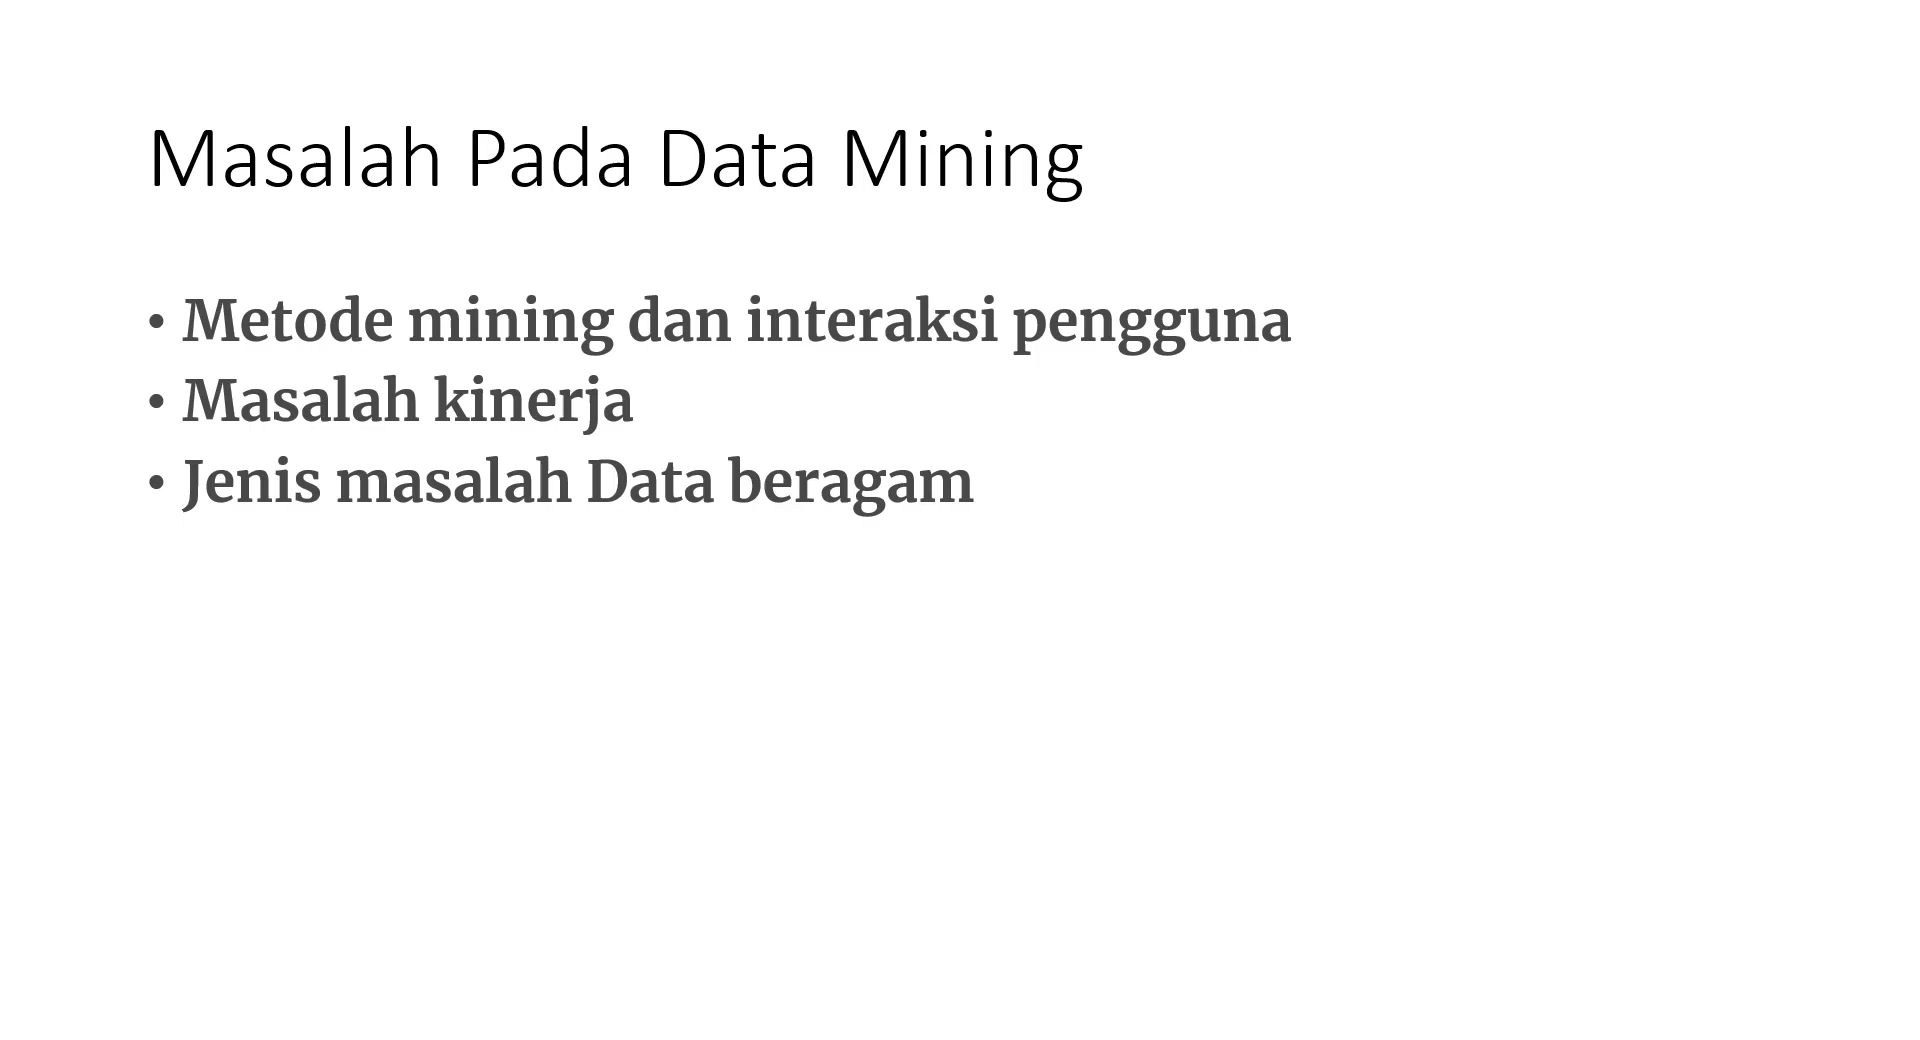 Masalah Pada Data Mining
• Metode mining dan interaksi pengguna
• Masalah kinerja
• Jenis masalah Data beragam